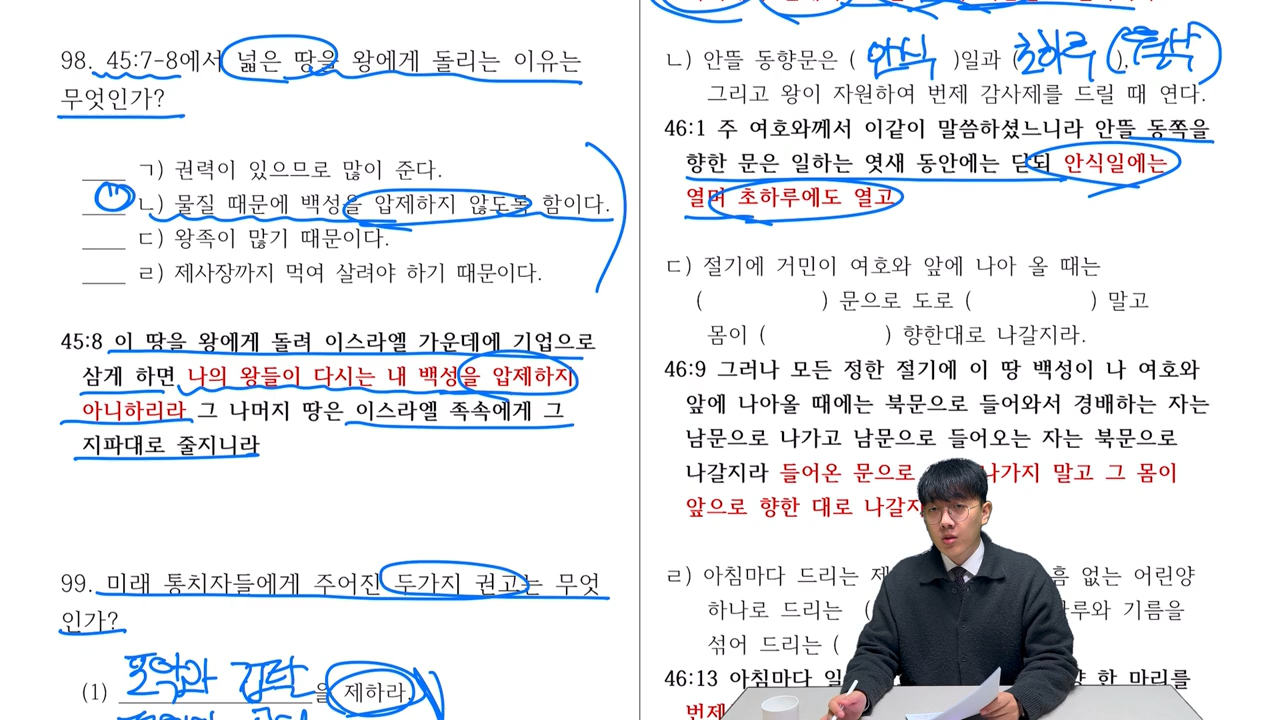 98. 45:7-8에서 넓은 땅을 왕에게 돌리는 이유는
무엇인가?
ㄱ) 권력이 있으므로 많이 준다.
ㄴ) 물질 때문에 백성을 압제하지 않도록 함이다.
ㄷ) 왕족이 많기 때문이다.
ㄹ) 제사장까지 먹여 살려야 하기 때문이다.
45:8 이 땅을 왕에게 돌려 이스라엘 가운데에 기업으로
삼게 하면 나의 왕들이 다시는 내 백성을 압제하지
아니하리라 그 나머지 땅은 이스라엘 족속에게 그
지파대로 줄지니라
99. 미래 통치자들에게 주어진 두가지 권고는 무엇
인가?
(1) 포악과 겁탈을 제하라.
ㄴ) 안뜰 동향문은 ( 안식 )일과 (초하루 (월삭) ),
그리고 왕이 자원하여 번제 감사제를 드릴 때 연다.
46:1 주 여호와께서 이같이 말씀하셨느니라 안뜰 동쪽을
향한 문은 일하는 엿새 동안에는 닫되 안식일에는
열며 초하루에도 열고
ㄷ) 절기에 거민이 여호와 앞에 나아 올 때는
( ) 문으로 도로 ( ) 말고
몸이 ( ) 향한대로 나갈지라.
46:9 그러나 모든 정한 절기에 이 땅 백성이 나 여호와
앞에 나아올 때에는 북문으로 들어와서 경배하는 자는
남문으로 나가고 남문으로 들어오는 자는 북문으로
나갈지라 들어온 문으로 나가지 말고 그 몸이
앞으로 향한 대로 나갈지
ㄹ) 아침마다 드리는 제 흠 없는 어린양
하나로 드리는 ( 하루와 기름을
섞어 드리는 (
46:13 아침마다 일 양 한 마리를
번제